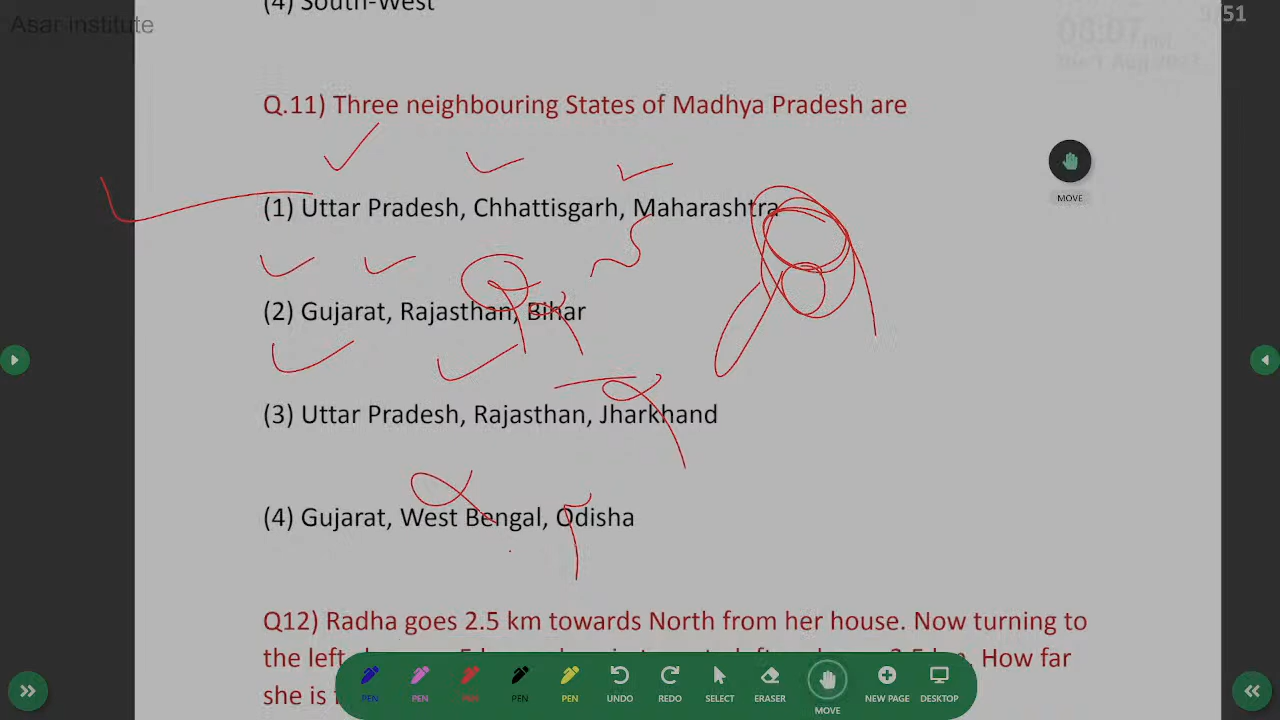 (4) South-West
Asar institute
9/51
Q.11) Three neighbouring States of Madhya Pradesh are
MOVE
(1) Uttar Pradesh, Chhattisgarh, Maharashtra
(2) Gujarat, Rajasthan, Bihar
(3) Uttar Pradesh, Rajasthan, Jharkhand
(4) Gujarat, West Bengal, Odisha
Q12) Radha goes 2.5 km towards North from her house. Now turning to
the left How far
she is
PEN PEN PEN PEN PEN UNDO REDO SELECT ERASER MOVE NEW PAGE DESKTOP